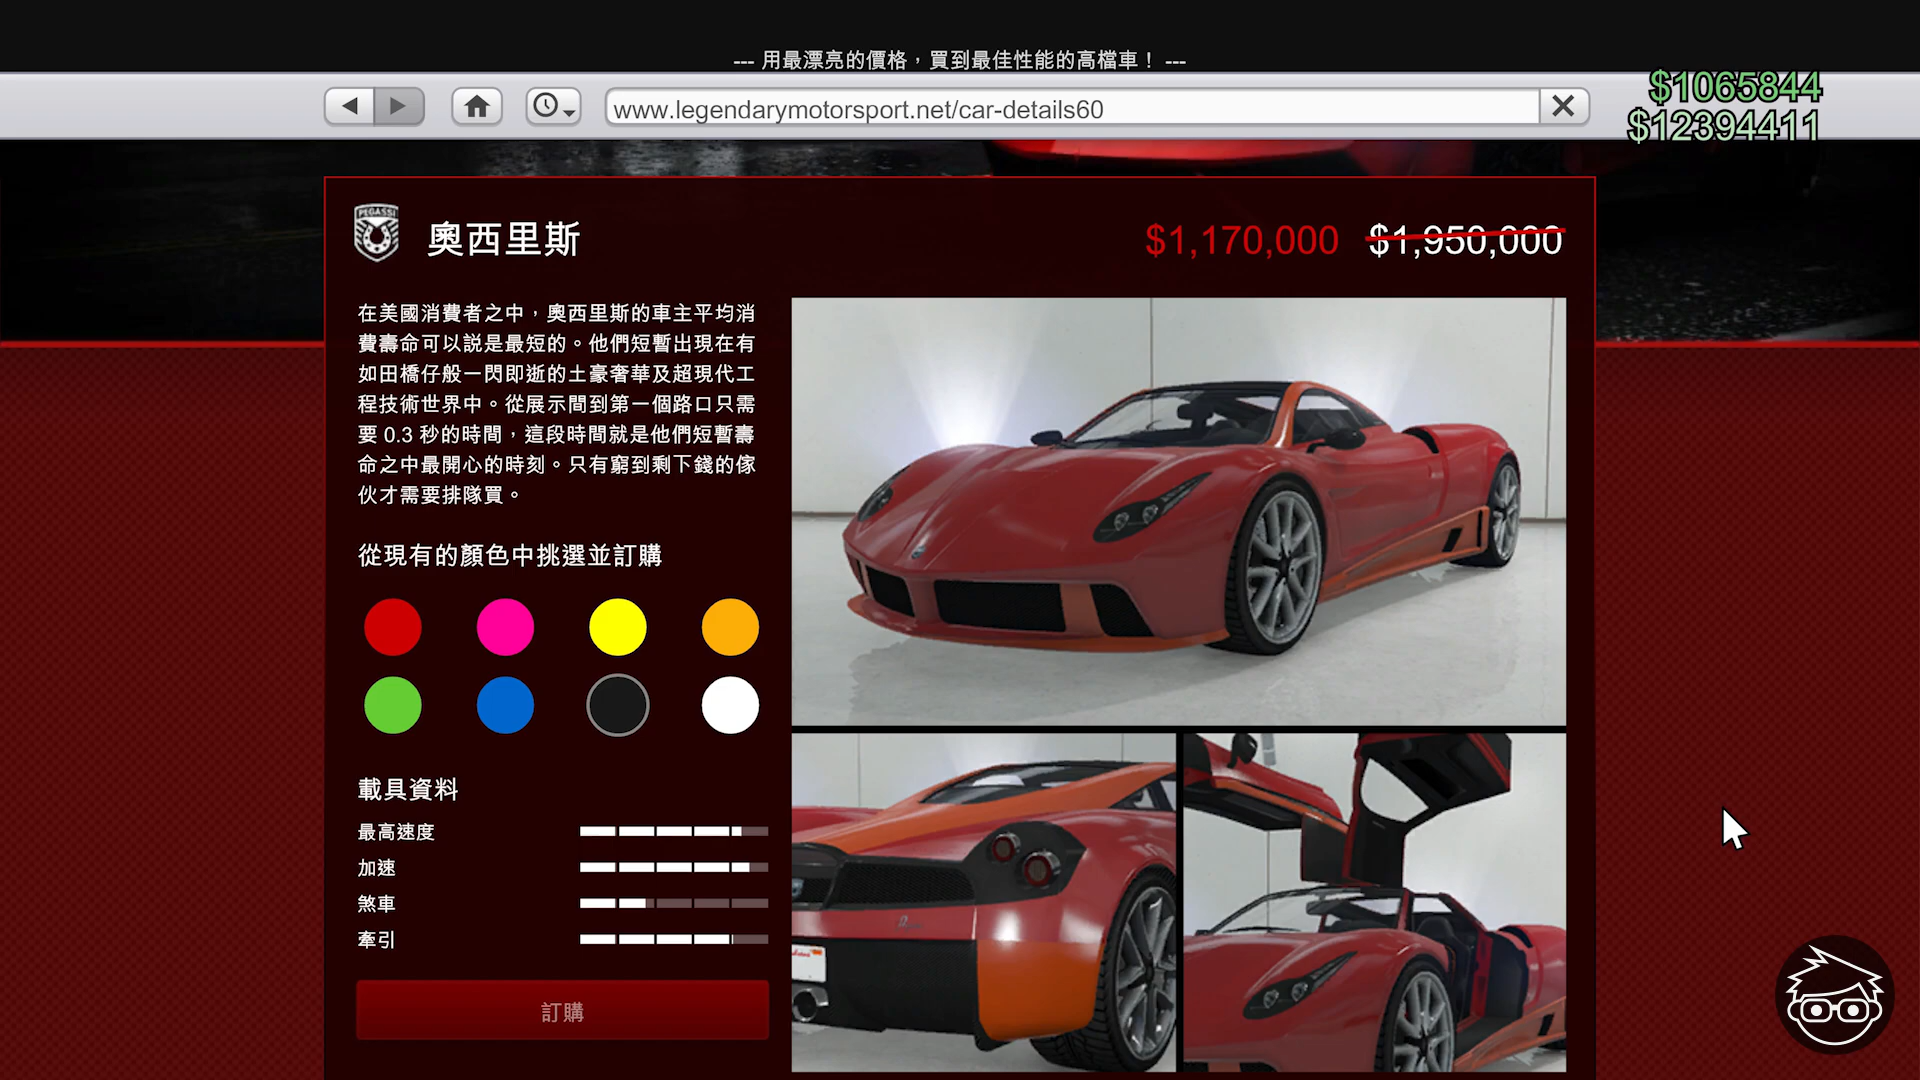 --- 用最漂亮的價格，買到最佳性能的高檔車！ ---
www.legendarymotorsport.net/car-details60
$1065844
$12394411
PEGASSI
奧西里斯
$1,170,000 $1,950,000
在美國消費者之中，奧西里斯的車主平均消
費壽命可以說是最短的。他們短暫出現在有
如田橋仔般一閃即逝的土豪奢華及超現代工
程技術世界中。從展示間到第一個路口只需
要 0.3 秒的時間，這段時間就是他們短暫壽
命之中最開心的時刻。只有窮到剩下錢的傢
伙才需要排隊買。
從現有的顏色中挑選並訂購
載具資料
最高速度
加速
煞車
牽引
訂購